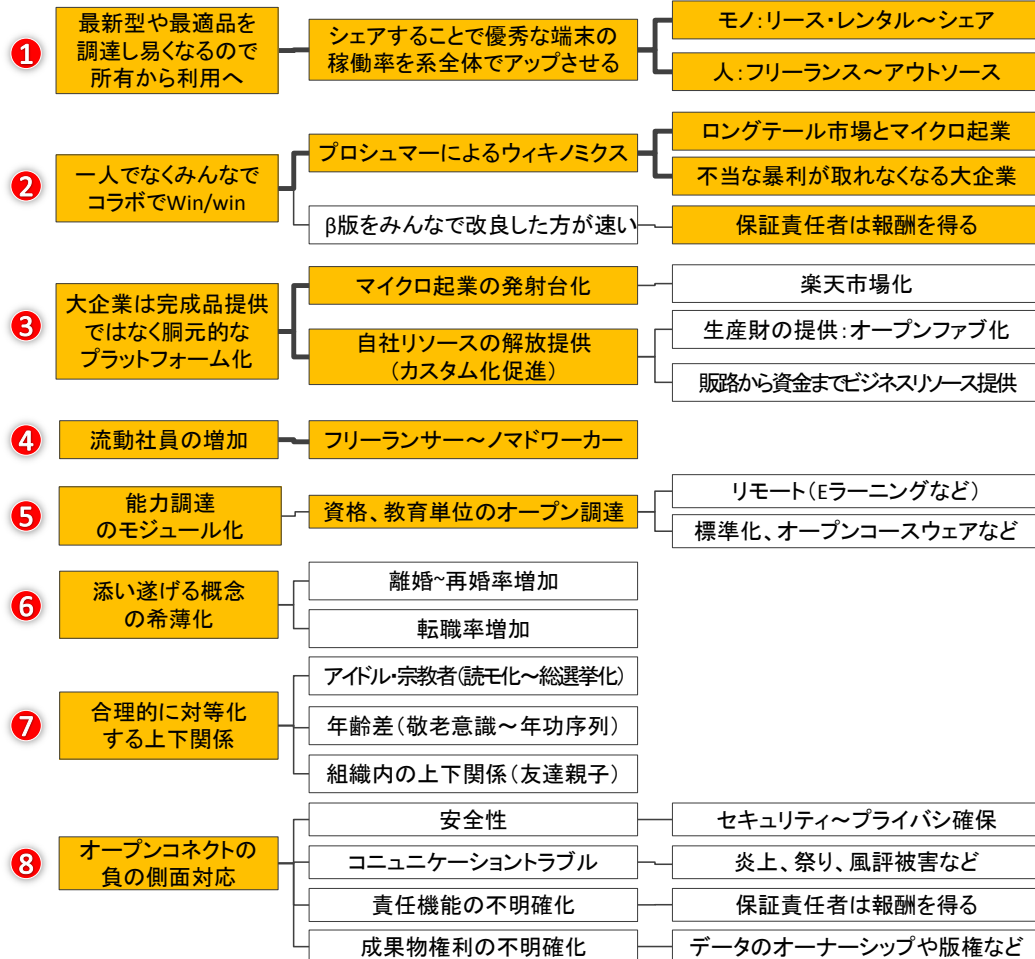 ❶
最新型や最適品を
調達し易くなるので
所有から利用へ
シェアすることで優秀な端末の
稼働率を系全体でアップさせる
モノ：リース・レンタル～シェア
人：フリーランス～アウトソース
❷
一人でなくみんなで
コラボでWin/win
プロシュマーによるウィキノミクス
ロングテール市場とマイクロ起業
不当な暴利が取れなくなる大企業
β版をみんなで改良した方が速い
保証責任者は報酬を得る
❸
大企業は完成品提供
ではなく胴元的な
プラットフォーム化
マイクロ起業の発射台化
楽天市場化
自社リソースの解放提供
（カスタム化促進）
生産財の提供：オープンファブ化
販路から資金までビジネスリソース提供
❹
流動社員の増加
フリーランサー～ノマドワーカー
❺
能力調達
のモジュール化
資格、教育単位のオープン調達
リモート（Eラーニングなど）
標準化、オープンコースウェアなど
❻
添い遂げる概念
の希薄化
離婚~再婚率増加
転職率増加
❼
合理的に対等化
する上下関係
アイドル・宗教者（読モ化～総選挙化）
年齢差（敬老意識～年功序列）
組織内の上下関係（友達親子）
❽
オープンコネクトの
負の側面対応
安全性
セキュリティ～プライバシ確保
コニュニケーショントラブル
炎上、祭り、風評被害など
責任機能の不明確化
保証責任者は報酬を得る
成果物権利の不明確化
データのオーナーシップや版権など